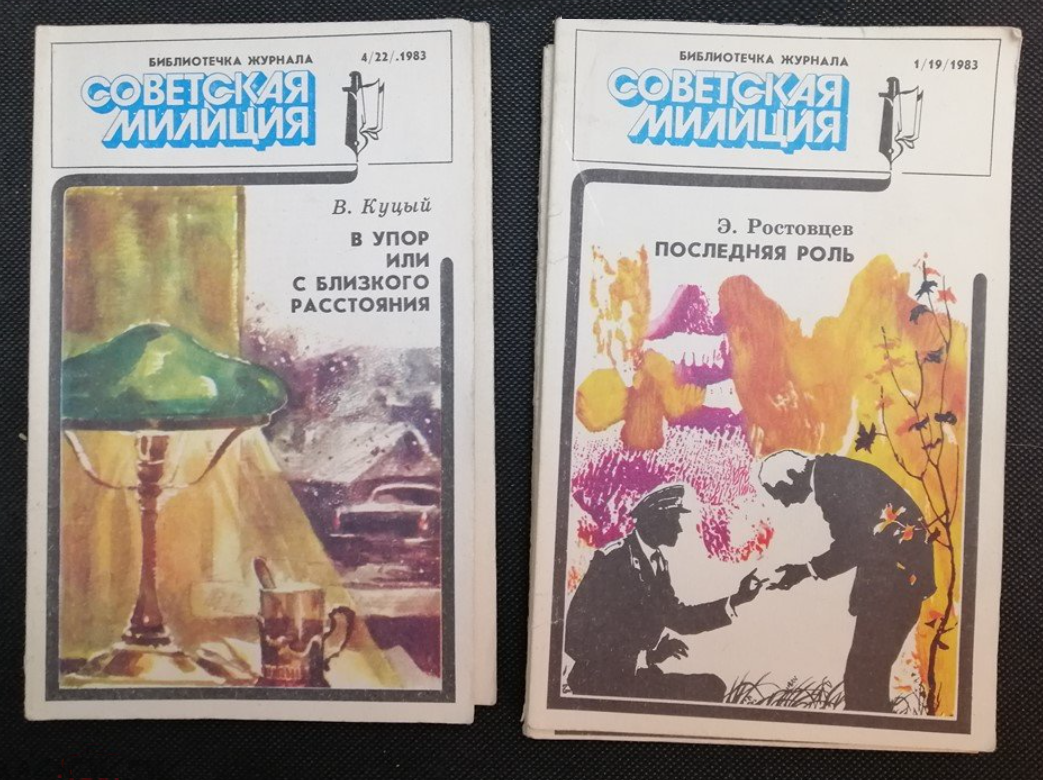 БИБЛИОТЕЧКА ЖУРНАЛА 4/22/.1983
СОВЕТСКАЯ
МИЛИЦИЯ
В. Куцый
В УПОР
ИЛИ
С БЛИЗКОГО
РАССТОЯНИЯ
БИБЛИОТЕЧКА ЖУРНАЛА 1/19/1983
СОВЕТСКАЯ
МИЛИЦИЯ
Э. Ростовцев
ПОСЛЕДНЯЯ РОЛЬ